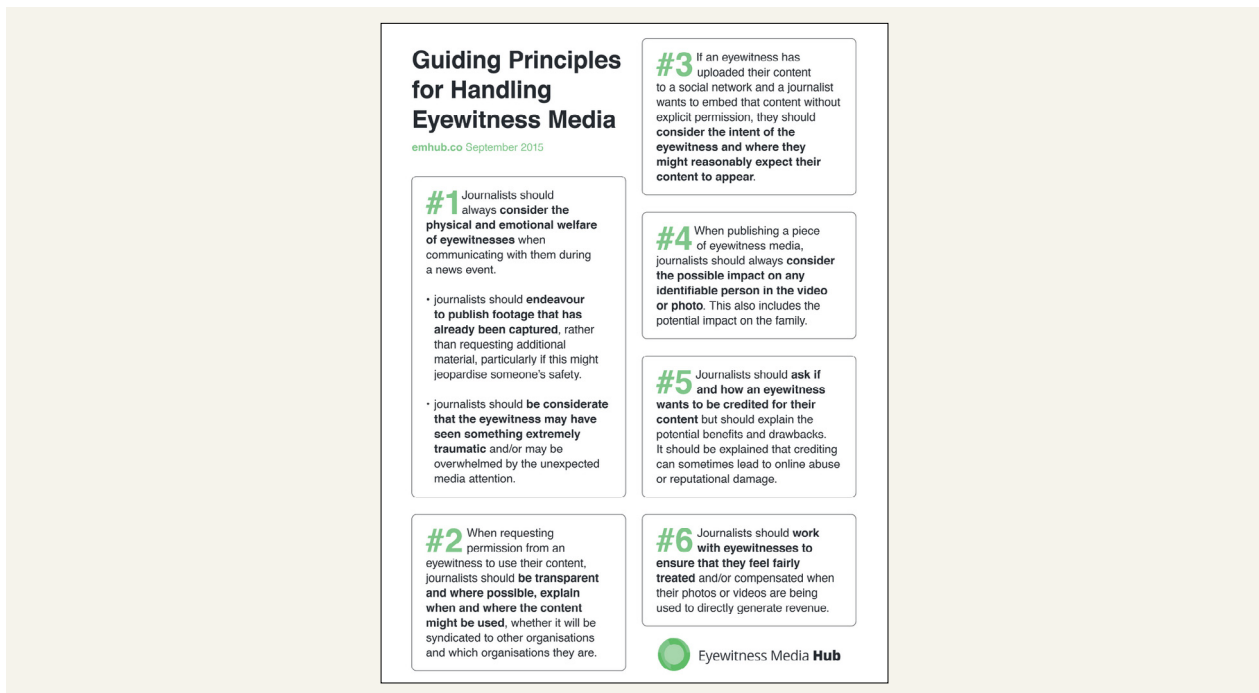 Guiding Principles
for Handling
Eyewitness Media
emhub.co September 2015
#1 Journalists should
always consider the
physical and emotional welfare
of eyewitnesses when
communicating with them during
a news event.
• journalists should endeavour
to publish footage that has
already been captured, rather
than requesting additional
material, particularly if this might
jeopardise someone's safety.
• journalists should be considerate
that the eyewitness may have
seen something extremely
traumatic and/or may be
overwhelmed by the unexpected
media attention.
#2 When requesting
permission from an
eyewitness to use their content,
journalists should be transparent
and where possible, explain
when and where the content
might be used, whether it will be
syndicated to other organisations
and which organisations they are.
#3 If an eyewitness has
uploaded their content
to a social network and a journalist
wants to embed that content without
explicit permission, they should
consider the intent of the
eyewitness and where they
might reasonably expect their
content to appear.
#4 When publishing a piece
of eyewitness media,
journalists should always consider
the possible impact on any
identifiable person in the video
or photo. This also includes the
potential impact on the family.
#5 Journalists should ask if
and how an eyewitness
wants to be credited for their
content but should explain the
potential benefits and drawbacks.
It should be explained that crediting
can sometimes lead to online abuse
or reputational damage.
#6 Journalists should work
with eyewitnesses to
ensure that they feel fairly
treated and/or compensated when
their photos or videos are being
used to directly generate revenue.
Eyewitness Media Hub